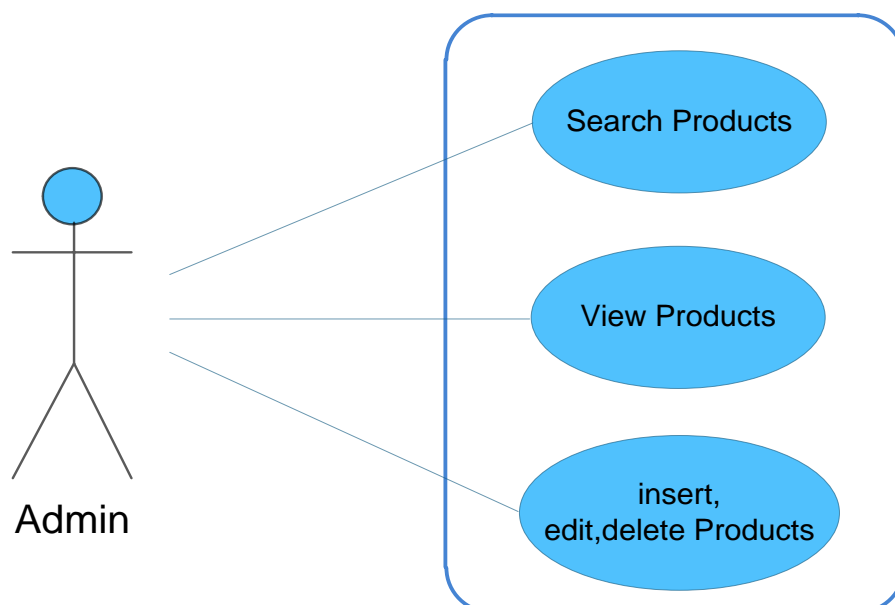 Search Products
View Products
insert,
edit,delete Products
Admin